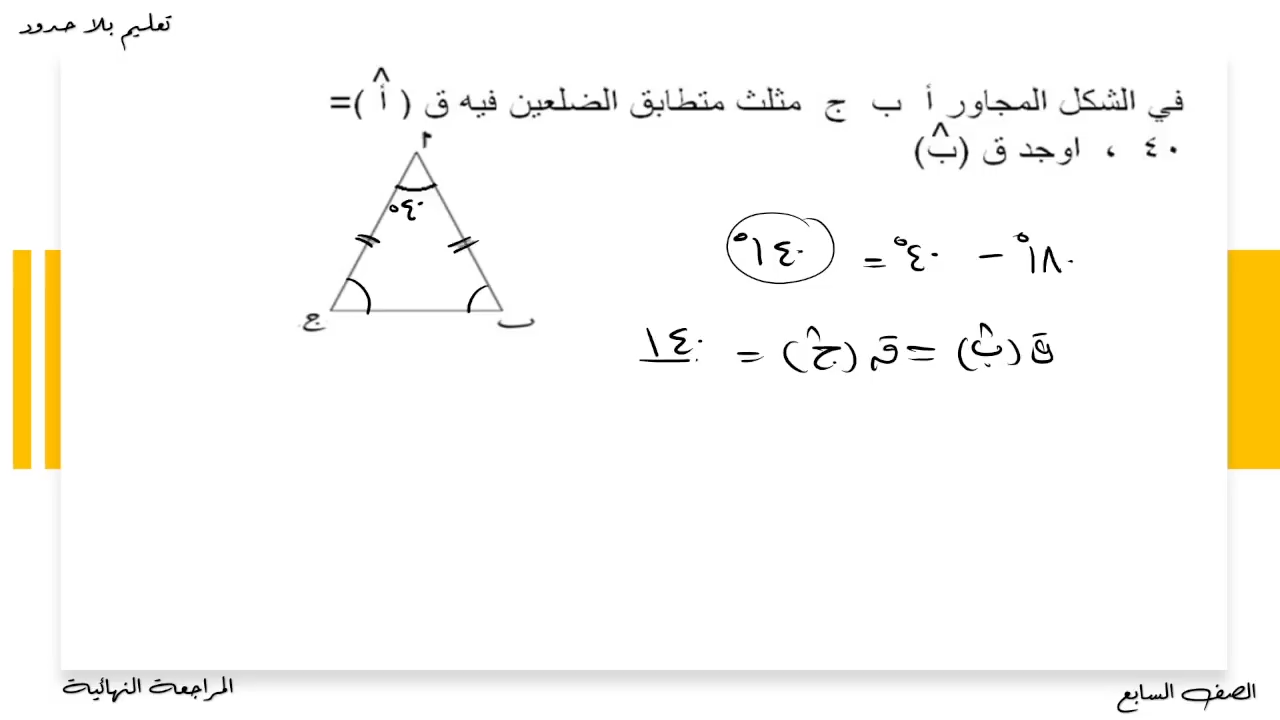 تعليم بلا حدود
في الشكل المجاور أ ب ج مثلث متطابق الضلعين فيه ق ( أ^ )=
٤٠ ، اوجد ق (ب^)
أ
٤٠°
ج
ب
١٨٠° − ٤٠° = ١٤٠°
ق (ب^) = ق (ج^) = ١٤٠
المراجعة النهائية
الصف السابع